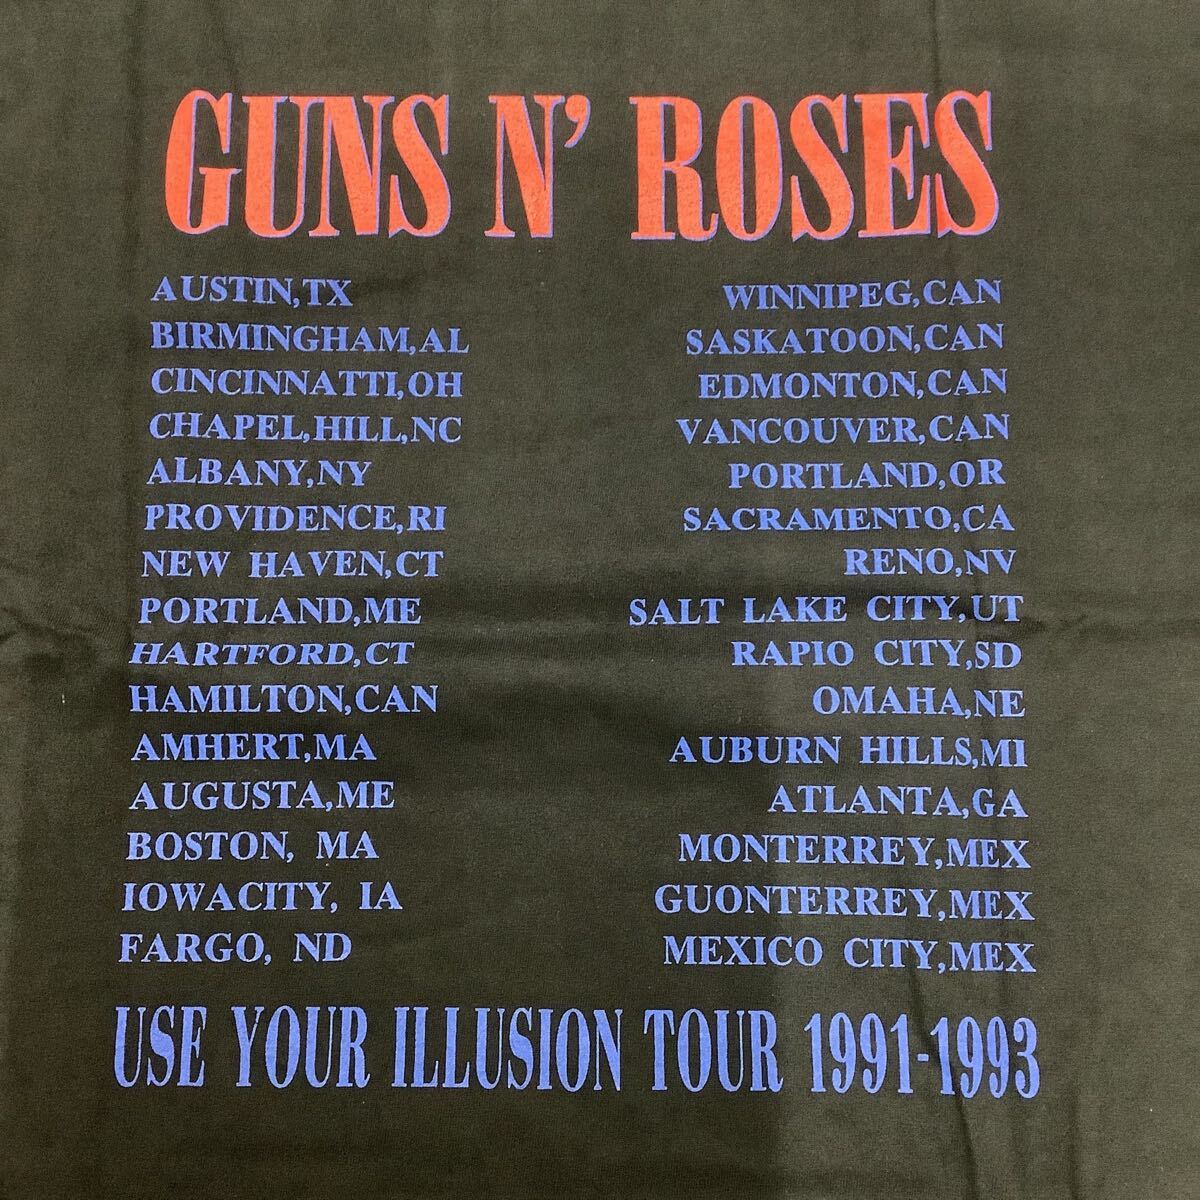 GUNS N' ROSES
AUSTIN,TX
BIRMINGHAM,AL
CINCINNATTI,OH
CHAPEL,HILL,NC
ALBANY,NY
PROVIDENCE,RI
NEW HAVEN,CT
PORTLAND,ME
HARTFORD,CT
HAMILTON,CAN
AMHERT,MA
AUGUSTA,ME
BOSTON, MA
IOWACITY, IA
FARGO, ND
WINNIPEG,CAN
SASKATOON,CAN
EDMONTON,CAN
VANCOUVER,CAN
PORTLAND,OR
SACRAMENTO,CA
RENO,NV
SALT LAKE CITY,UT
RAPIO CITY,SD
OMAHA,NE
AUBURN HILLS,MI
ATLANTA,GA
MONTERREY,MEX
GUONTERREY,MEX
MEXICO CITY,MEX
USE YOUR ILLUSION TOUR 1991-1993